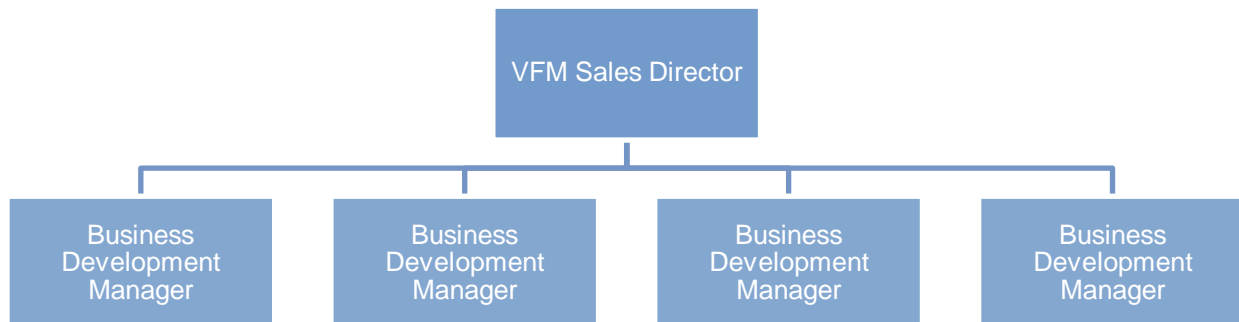 VFM Sales Director
Business
Development
Manager
Business
Development
Manager
Business
Development
Manager
Business
Development
Manager